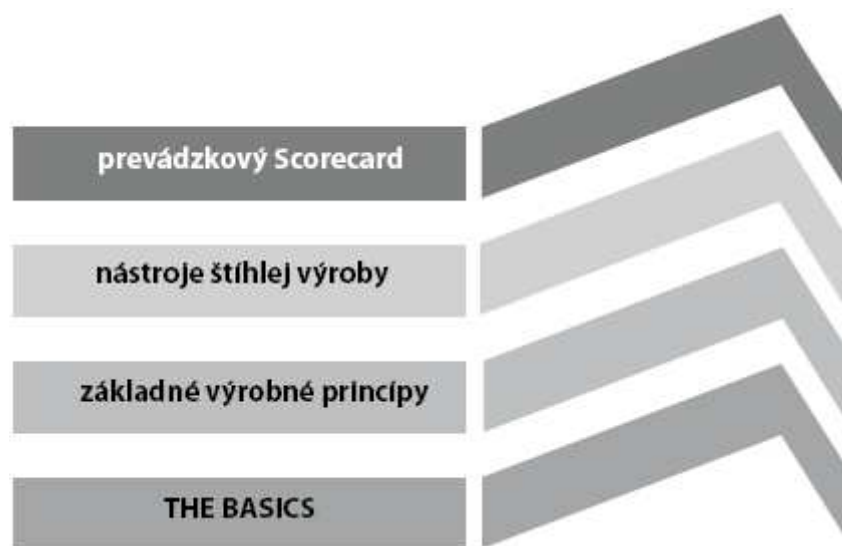 prevádzkový Scorecard
nástroje štíhlej výroby
základné výrobné princípy
THE BASICS